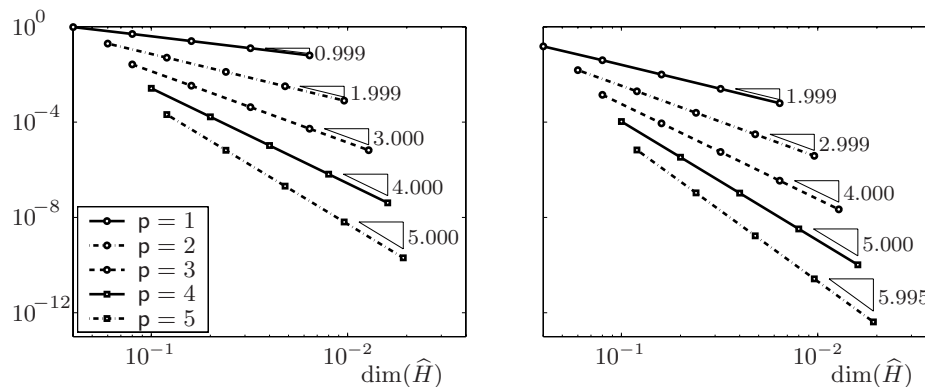 10^0
10^-4
10^-8
10^-12
0.999
1.999
3.000
4.000
5.000
p = 1
p = 2
p = 3
p = 4
p = 5
10^-1
10^-2
dim(Ĥ)
1.999
2.999
4.000
5.000
5.995
10^-1
10^-2
dim(Ĥ)